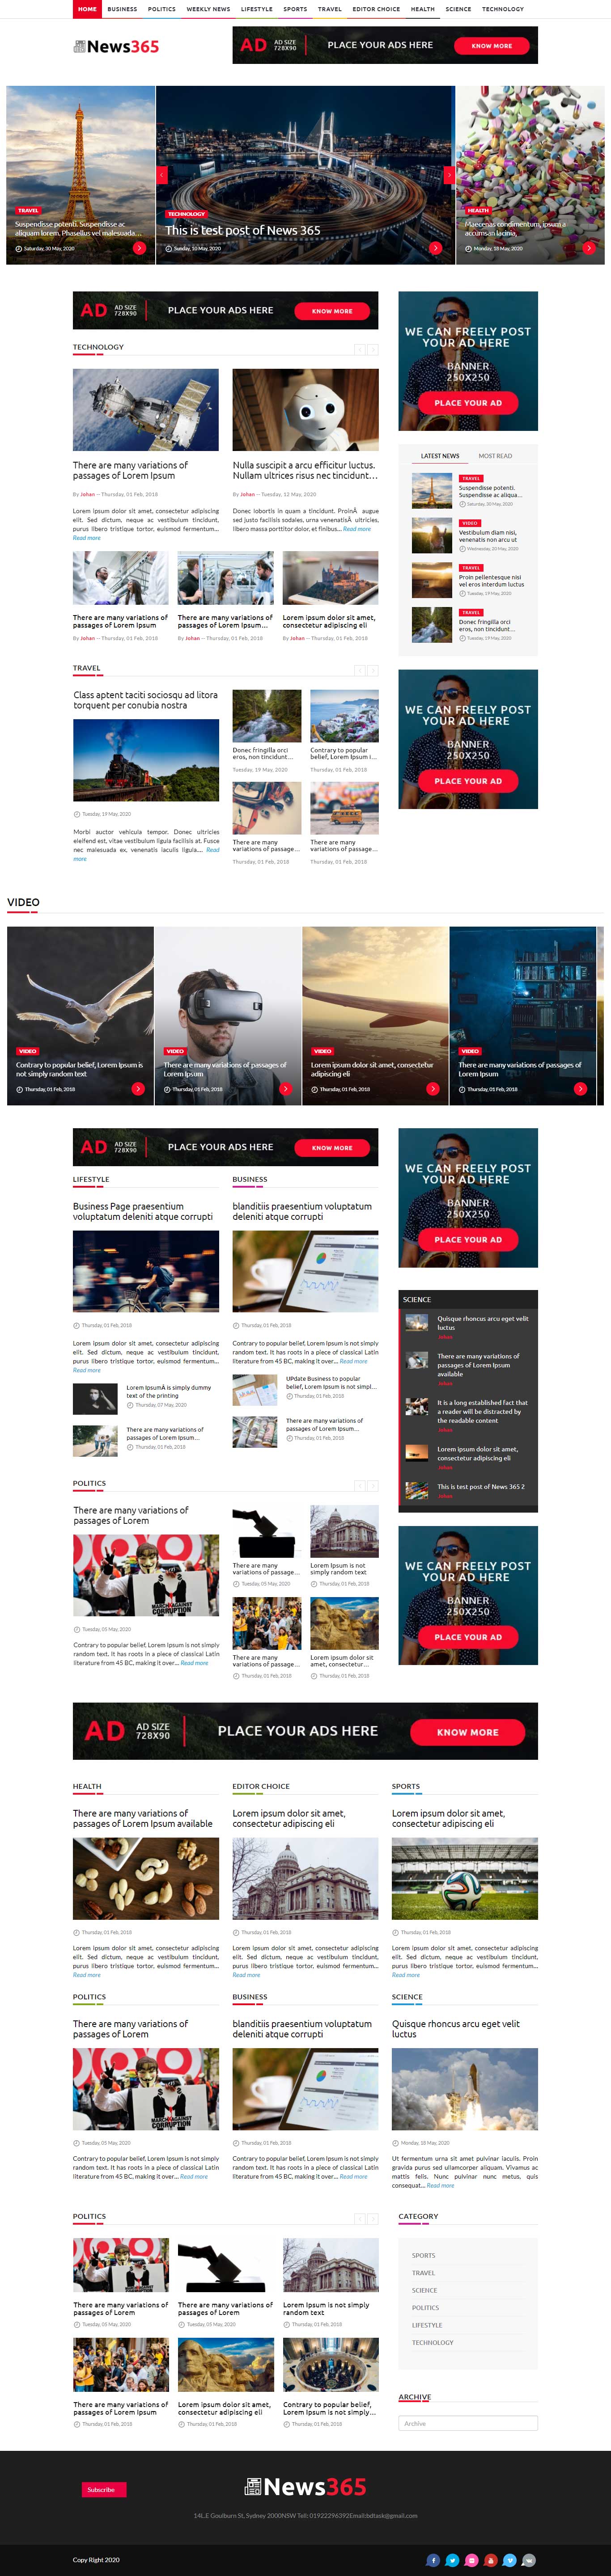 HOME BUSINESS POLITICS WEEKLY NEWS LIFESTYLE SPORTS TRAVEL EDITOR CHOICE HEALTH SCIENCE TECHNOLOGY
News365
AD AD SIZE 728X90 PLACE YOUR ADS HERE KNOW MORE
TRAVEL
Suspendisse potenti. Suspendisse ac
aliquam lorem. Phasellus vel malesuada...
Saturday, 30 May, 2020
TECHNOLOGY
This is test post of News 365
Sunday, 10 May, 2020
HEALTH
Maecenas condimentum, ipsum a
accumsan lacinia,
Monday, 18 May, 2020
AD AD SIZE 728X90 PLACE YOUR ADS HERE KNOW MORE
TECHNOLOGY
There are many variations of
passages of Lorem Ipsum
By Johan -- Thursday, 01 Feb, 2018
Lorem ipsum dolor sit amet, consectetur adipiscing
elit. Sed dictum, neque ac vestibulum tincidunt,
purus libero tristique tortor, euismod fermentum...
Read more
Nulla suscipit a arcu efficitur luctus.
Nullam ultrices risus nec tincidunt...
By Johan -- Tuesday, 12 May, 2020
Donec lobortis in quam a tincidunt. ProinÂ augue
sed justo facilisis sodales, urna venenatisÂ ultricies,
libero massa porttitor dolor, et finibus... Read more
There are many variations of
passages of Lorem Ipsum
By Johan -- Thursday, 01 Feb, 2018
There are many variations of
passages of Lorem Ipsum...
By Johan -- Thursday, 01 Feb, 2018
Lorem ipsum dolor sit amet,
consectetur adipiscing eli
By Johan -- Thursday, 01 Feb, 2018
WE CAN FREELY POST
YOUR AD HERE
BANNER
250X250
PLACE YOUR AD
LATEST NEWS MOST READ
TRAVEL
Suspendisse potenti.
Suspendisse ac aliqua...
Saturday, 30 May, 2020
VIDEO
Vestibulum diam nisi,
venenatis non arcu ut
Wednesday, 20 May, 2020
TRAVEL
Proin pellentesque nisi
vel eros interdum luctus
Tuesday, 19 May, 2020
TRAVEL
Donec fringilla orci
eros, non tincidunt...
Tuesday, 19 May, 2020
WE CAN FREELY POST
YOUR AD HERE
BANNER
250X250
PLACE YOUR AD
TRAVEL
Class aptent taciti sociosqu ad litora
torquent per conubia nostra
Tuesday, 19 May, 2020
Morbi auctor vehicula tempor. Donec ultricies
eleifend est, vitae vestibulum ligula facilisis at. Fusce
nec malesuada ex, venenatis iaculis ligula.... Read
more
Donec fringilla orci
eros, non tincidunt...
Tuesday, 19 May, 2020
Contrary to popular
belief, Lorem Ipsum i...
Thursday, 01 Feb, 2018
There are many
variations of passage...
Thursday, 01 Feb, 2018
There are many
variations of passage...
Thursday, 01 Feb, 2018
VIDEO
VIDEO
Contrary to popular belief, Lorem Ipsum is
not simply random text
Thursday, 01 Feb, 2018
VIDEO
There are many variations of passages of
Lorem Ipsum
Thursday, 01 Feb, 2018
VIDEO
Lorem ipsum dolor sit amet, consectetur
adipiscing eli
Thursday, 01 Feb, 2018
VIDEO
There are many variations of passages of
Lorem Ipsum
Thursday, 01 Feb, 2018
AD AD SIZE 728X90 PLACE YOUR ADS HERE KNOW MORE
LIFESTYLE
Business Page praesentium
voluptatum deleniti atque corrupti
Thursday, 01 Feb, 2018
Lorem ipsum dolor sit amet, consectetur adipiscing
elit. Sed dictum, neque ac vestibulum tincidunt,
purus libero tristique tortor, euismod fermentum...
Read more
Lorem IpsumÂ is simply dummy
text of the printing
Thursday, 07 May, 2020
There are many variations of
passages of Lorem Ipsum...
Thursday, 01 Feb, 2018
BUSINESS
blanditiis praesentium voluptatum
deleniti atque corrupti
Thursday, 01 Feb, 2018
Contrary to popular belief, Lorem Ipsum is not simply
random text. It has roots in a piece of classical Latin
literature from 45 BC, making it over... Read more
UPdate Business to popular
belief, Lorem Ipsum is not simpl...
Thursday, 01 Feb, 2018
There are many variations of
passages of Lorem Ipsum...
Thursday, 01 Feb, 2018
WE CAN FREELY POST
YOUR AD HERE
BANNER
250X250
PLACE YOUR AD
SCIENCE
Quisque rhoncus arcu eget velit
luctus
Johan
There are many variations of
passages of Lorem Ipsum
available
Johan
It is a long established fact that
a reader will be distracted by
the readable content
Johan
Lorem ipsum dolor sit amet,
consectetur adipiscing eli
Johan
This is test post of News 365 2
Johan
WE CAN FREELY POST
YOUR AD HERE
BANNER
250X250
PLACE YOUR AD
POLITICS
There are many variations of
passages of Lorem
MARCH AGAINST
CORRUPTION
Tuesday, 05 May, 2020
Contrary to popular belief, Lorem Ipsum is not simply
random text. It has roots in a piece of classical Latin
literature from 45 BC, making it over... Read more
There are many
variations of passage...
Tuesday, 05 May, 2020
Lorem Ipsum is not
simply random text
Thursday, 01 Feb, 2018
There are many
variations of passage...
Thursday, 01 Feb, 2018
Lorem ipsum dolor sit
amet, consectetur...
Thursday, 01 Feb, 2018
AD AD SIZE 728X90 PLACE YOUR ADS HERE KNOW MORE
HEALTH
There are many variations of
passages of Lorem Ipsum available
Thursday, 01 Feb, 2018
Lorem ipsum dolor sit amet, consectetur adipiscing
elit. Sed dictum, neque ac vestibulum tincidunt,
purus libero tristique tortor, euismod fermentum...
Read more
EDITOR CHOICE
Lorem ipsum dolor sit amet,
consectetur adipiscing eli
Thursday, 01 Feb, 2018
Lorem ipsum dolor sit amet, consectetur adipiscing
elit. Sed dictum, neque ac vestibulum tincidunt,
purus libero tristique tortor, euismod fermentum...
Read more
SPORTS
Lorem ipsum dolor sit amet,
consectetur adipiscing eli
Thursday, 01 Feb, 2018
Lorem ipsum dolor sit amet, consectetur adipiscing
elit. Sed dictum, neque ac vestibulum tincidunt,
purus libero tristique tortor, euismod fermentum...
Read more
POLITICS
There are many variations of
passages of Lorem
MARCH AGAINST
CORRUPTION
Tuesday, 05 May, 2020
Contrary to popular belief, Lorem Ipsum is not simply
random text. It has roots in a piece of classical Latin
literature from 45 BC, making it over... Read more
BUSINESS
blanditiis praesentium voluptatum
deleniti atque corrupti
Thursday, 01 Feb, 2018
Contrary to popular belief, Lorem Ipsum is not simply
random text. It has roots in a piece of classical Latin
literature from 45 BC, making it over... Read more
SCIENCE
Quisque rhoncus arcu eget velit
luctus
Monday, 18 May, 2020
Ut fermentum urna sit amet pulvinar iaculis. Proin
gravida purus sed ullamcorper aliquam. Vivamus ac
mattis felis. Nunc pulvinar nunc metus, quis
consequat... Read more
POLITICS
There are many variations of
passages of Lorem
Tuesday, 05 May, 2020
There are many variations of
passages of Lorem
Tuesday, 05 May, 2020
Lorem Ipsum is not simply
random text
Thursday, 01 Feb, 2018
There are many variations of
passages of Lorem Ipsum
Thursday, 01 Feb, 2018
Lorem ipsum dolor sit amet,
consectetur adipiscing eli
Thursday, 01 Feb, 2018
Contrary to popular belief,
Lorem Ipsum is not simply...
Thursday, 01 Feb, 2018
CATEGORY
SPORTS
TRAVEL
SCIENCE
POLITICS
LIFESTYLE
TECHNOLOGY
ARCHIVE
Archive
Subscribe
News365
14L.E Goulburn St, Sydney 2000NSW Tell: 01922296392Email:bdtask@gmail.com
Copy Right 2020